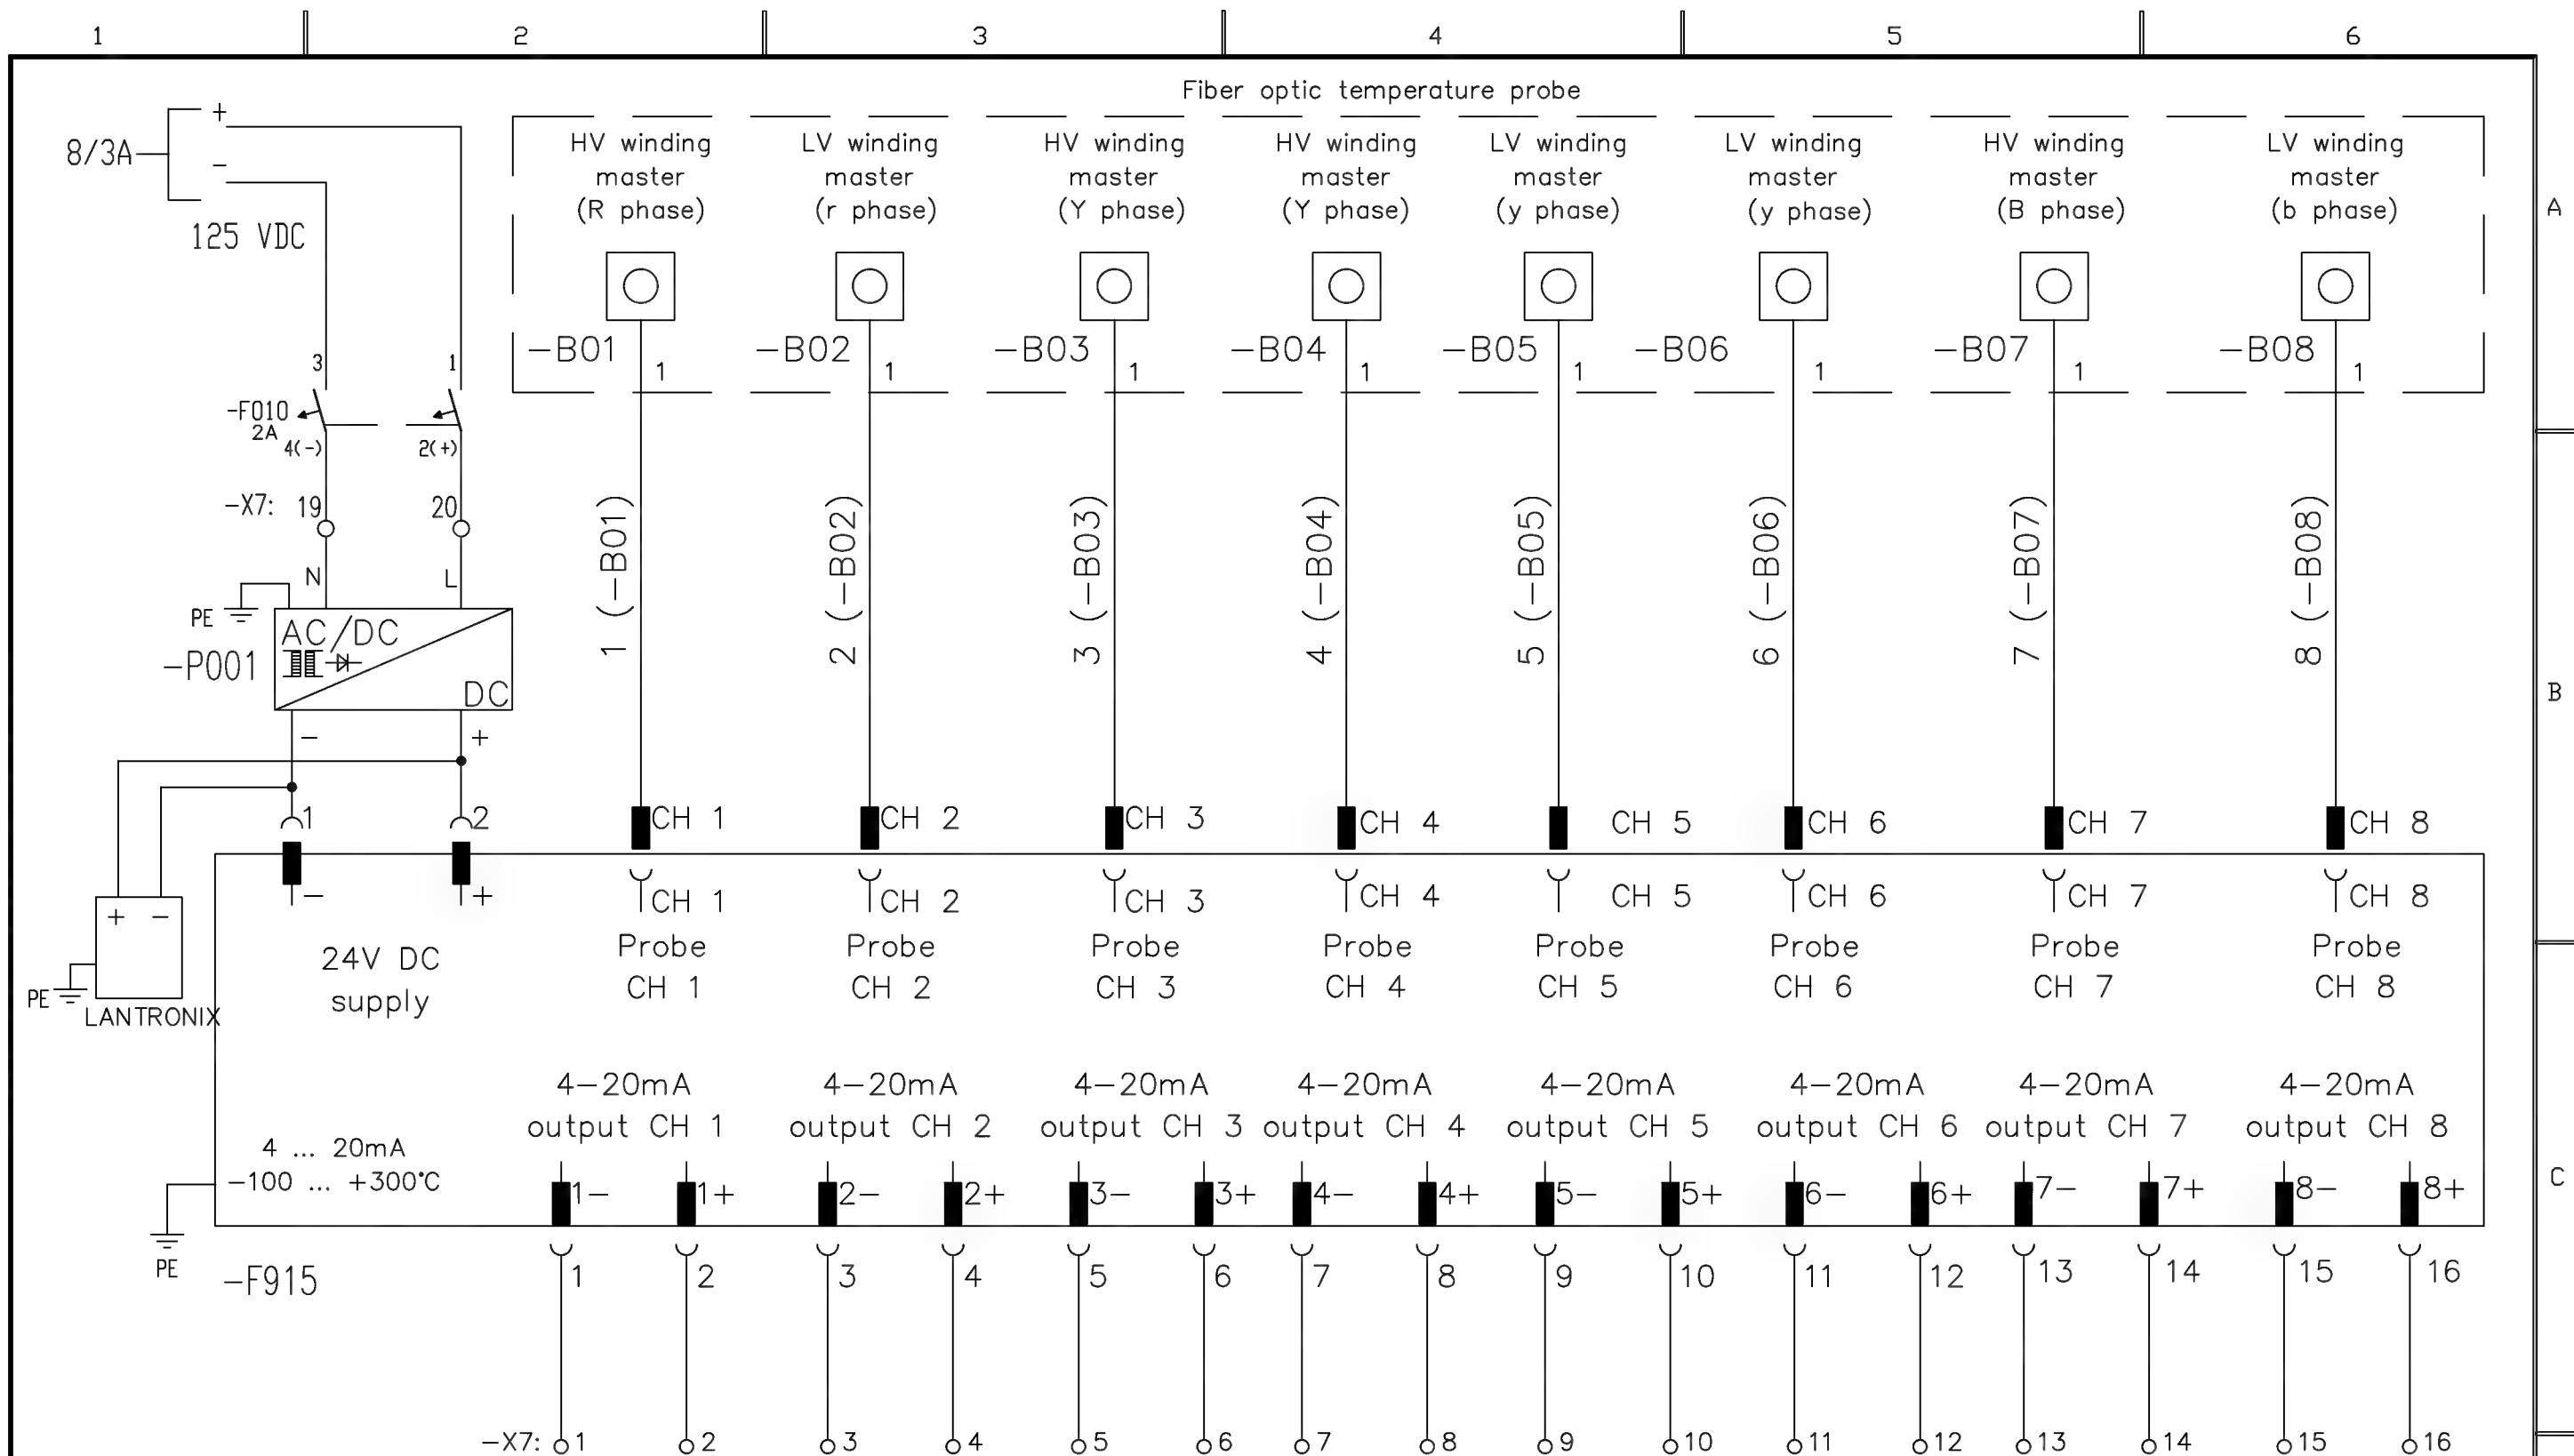 1 2 3 4 5 6
Fiber optic temperature probe
HV winding master (R phase)
LV winding master (r phase)
HV winding master (Y phase)
HV winding master (Y phase)
LV winding master (y phase)
LV winding master (y phase)
HV winding master (B phase)
LV winding master (b phase)
+
8/3A
-
125 VDC
A
-B01 -B02 -B03 -B04 -B05 -B06 -B07 -B08
1 1 1 1 1 1 1 1
3 1
-F010
2A
4(-) 2(+)
-X7: 19 20
N L
PE
AC/DC
-P001
DC
- +
1 (-B01)
2 (-B02)
3 (-B03)
4 (-B04)
5 (-B05)
6 (-B06)
7 (-B07)
8 (-B08)
B
1 2 CH 1 CH 2 CH 3 CH 4 CH 5 CH 6 CH 7 CH 8
- + CH 1 CH 2 CH 3 CH 4 CH 5 CH 6 CH 7 CH 8
+ -
PE
LANTRONIX
24V DC
supply
Probe Probe Probe Probe Probe Probe Probe Probe
CH 1 CH 2 CH 3 CH 4 CH 5 CH 6 CH 7 CH 8
4-20mA 4-20mA 4-20mA 4-20mA 4-20mA 4-20mA 4-20mA 4-20mA
output CH 1 output CH 2 output CH 3 output CH 4 output CH 5 output CH 6 output CH 7 output CH 8
4 ... 20mA
-100 ... +300°C
C
1- 1+ 2- 2+ 3- 3+ 4- 4+ 5- 5+ 6- 6+ 7- 7+ 8- 8+
PE
-F915
1 2 3 4 5 6 7 8 9 10 11 12 13 14 15 16
-X7: 1 2 3 4 5 6 7 8 9 10 11 12 13 14 15 16